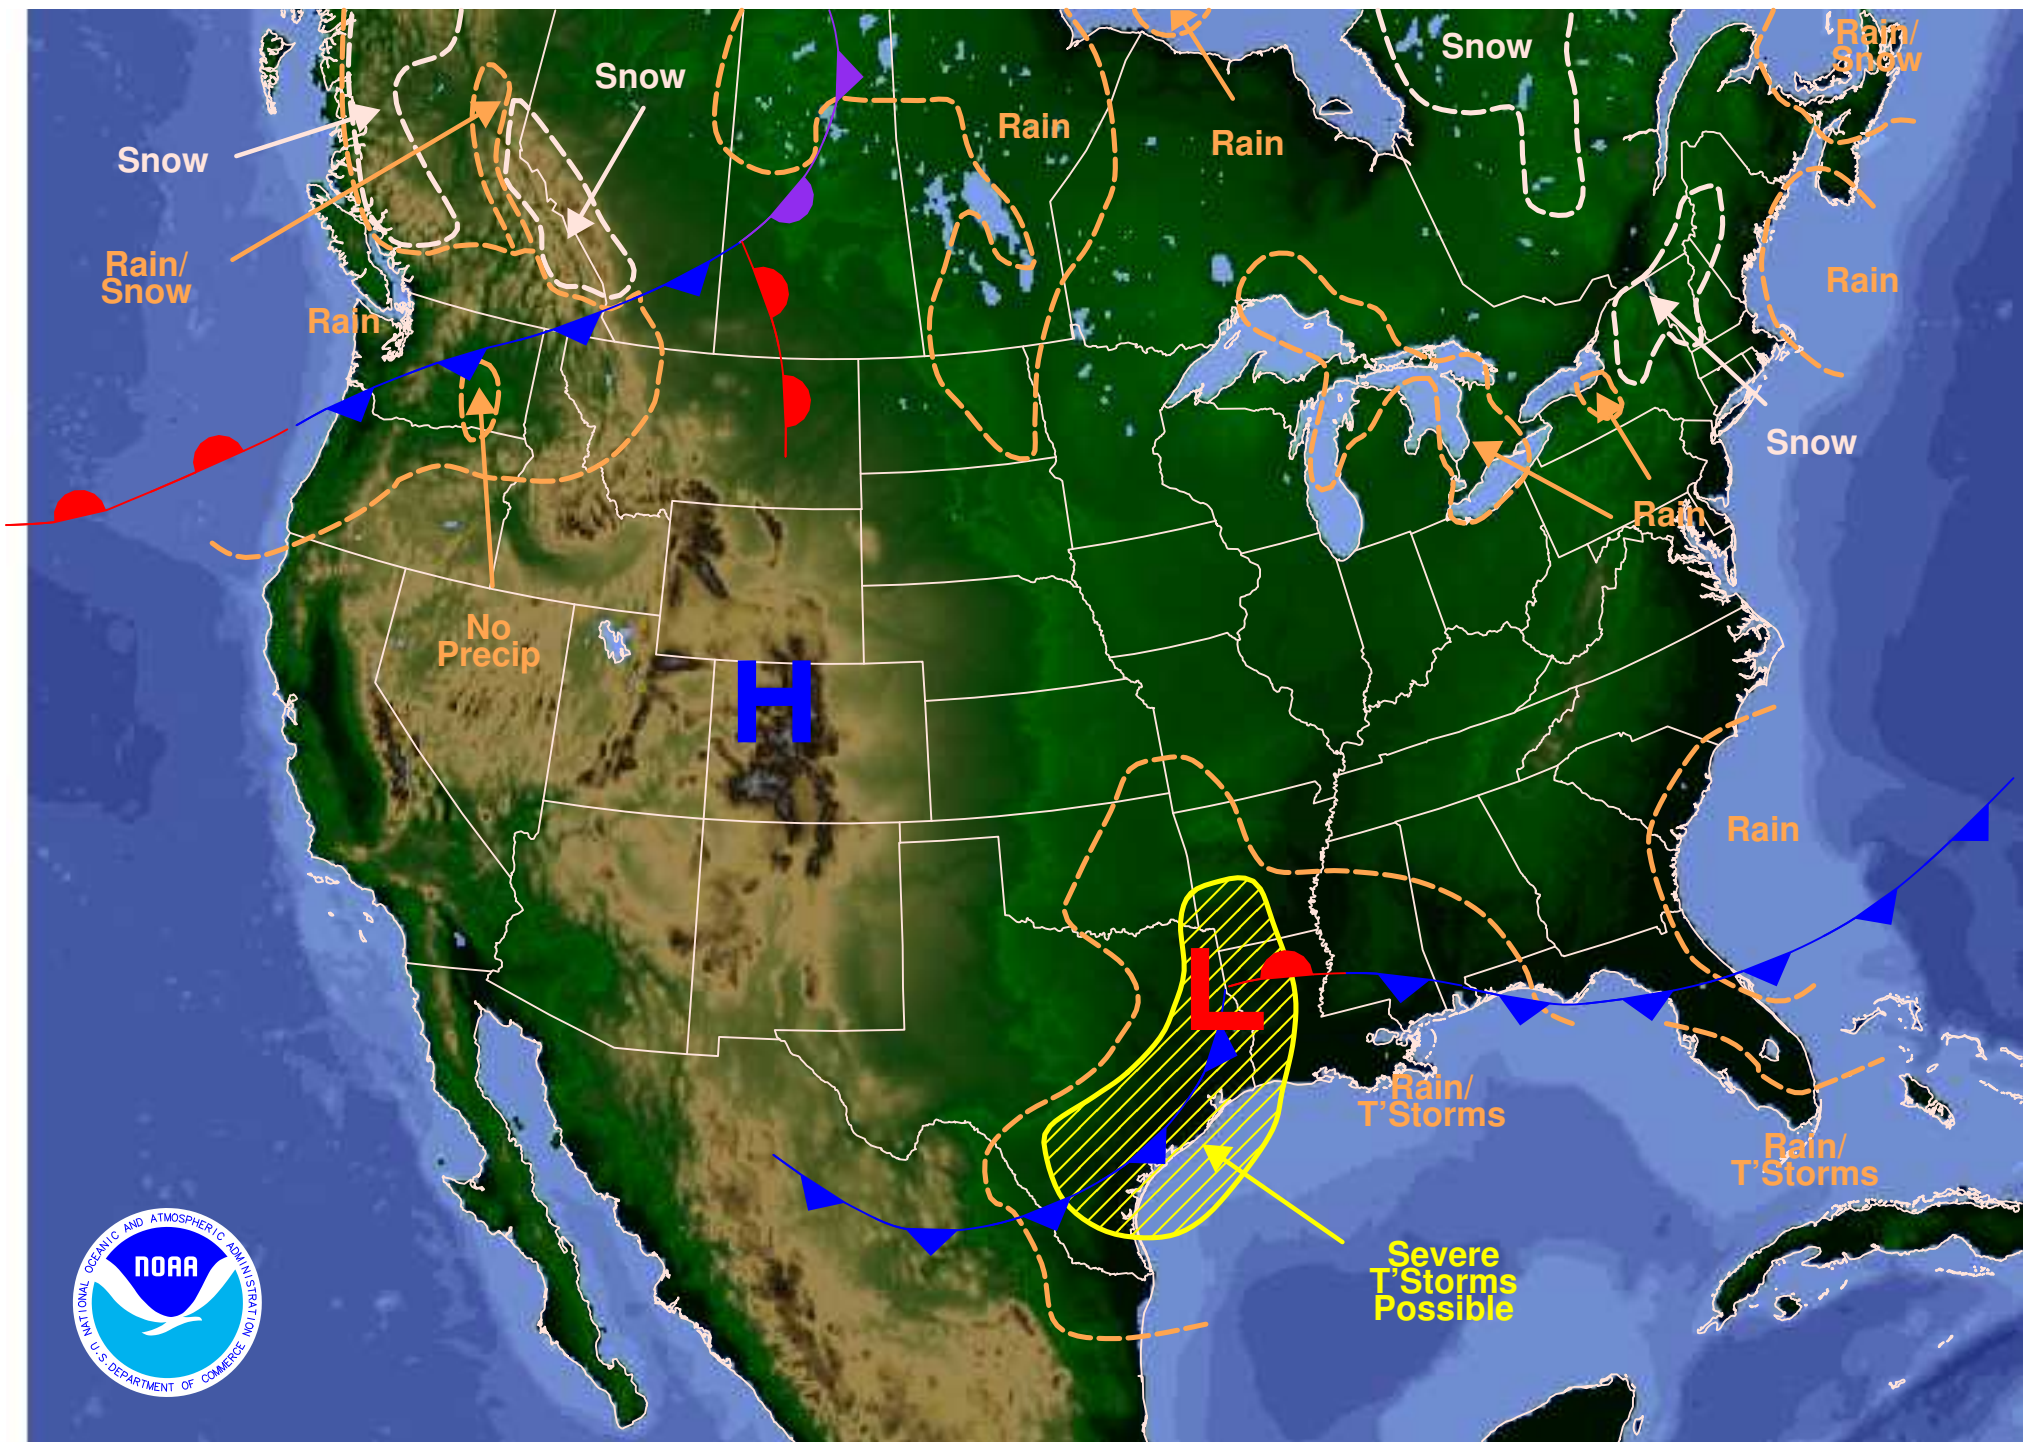 Snow
Rain/
Snow
Snow
Rain
Rain
Snow
Snow
Rain/
Snow
Rain
Rain
Snow
Rain
No
Precip
H
Rain
L
Rain/
T'Storms
Rain/
T'Storms
Severe
T'Storms
Possible
NATIONAL OCEANIC AND ATMOSPHERIC ADMINISTRATION
NOAA
U.S. DEPARTMENT OF COMMERCE